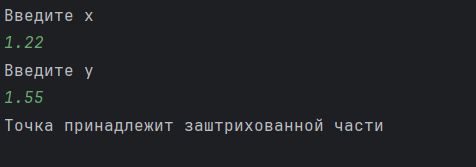 Введите x
1.22
Введите y
1.55
Точка принадлежит заштрихованной части